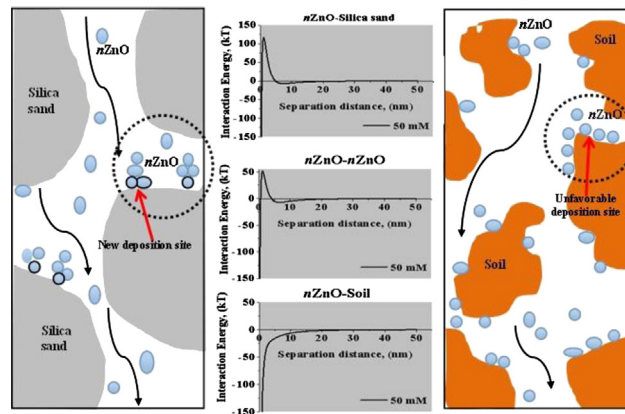 nZnO
Silica
sand
nZnO
New deposition site
Silica
sand
nZnO-Silica sand
Interaction Energy, (kT)
150
100
50
0
-50
-100
-150
0 10 20 30 40 50
Separation distance, (nm)
50 mM
nZnO-nZnO
Interaction Energy, (kT)
150
100
50
0
-50
-100
-150
0 10 20 30 40 50
Separation distance, (nm)
50 mM
nZnO-Soil
Interaction Energy, (kT)
150
100
50
0
-50
-100
-150
0 10 20 30 40 50
Separation distance, (nm)
50 mM
nZnO
Soil
nZnO
Unfavorable
deposition site
Soil